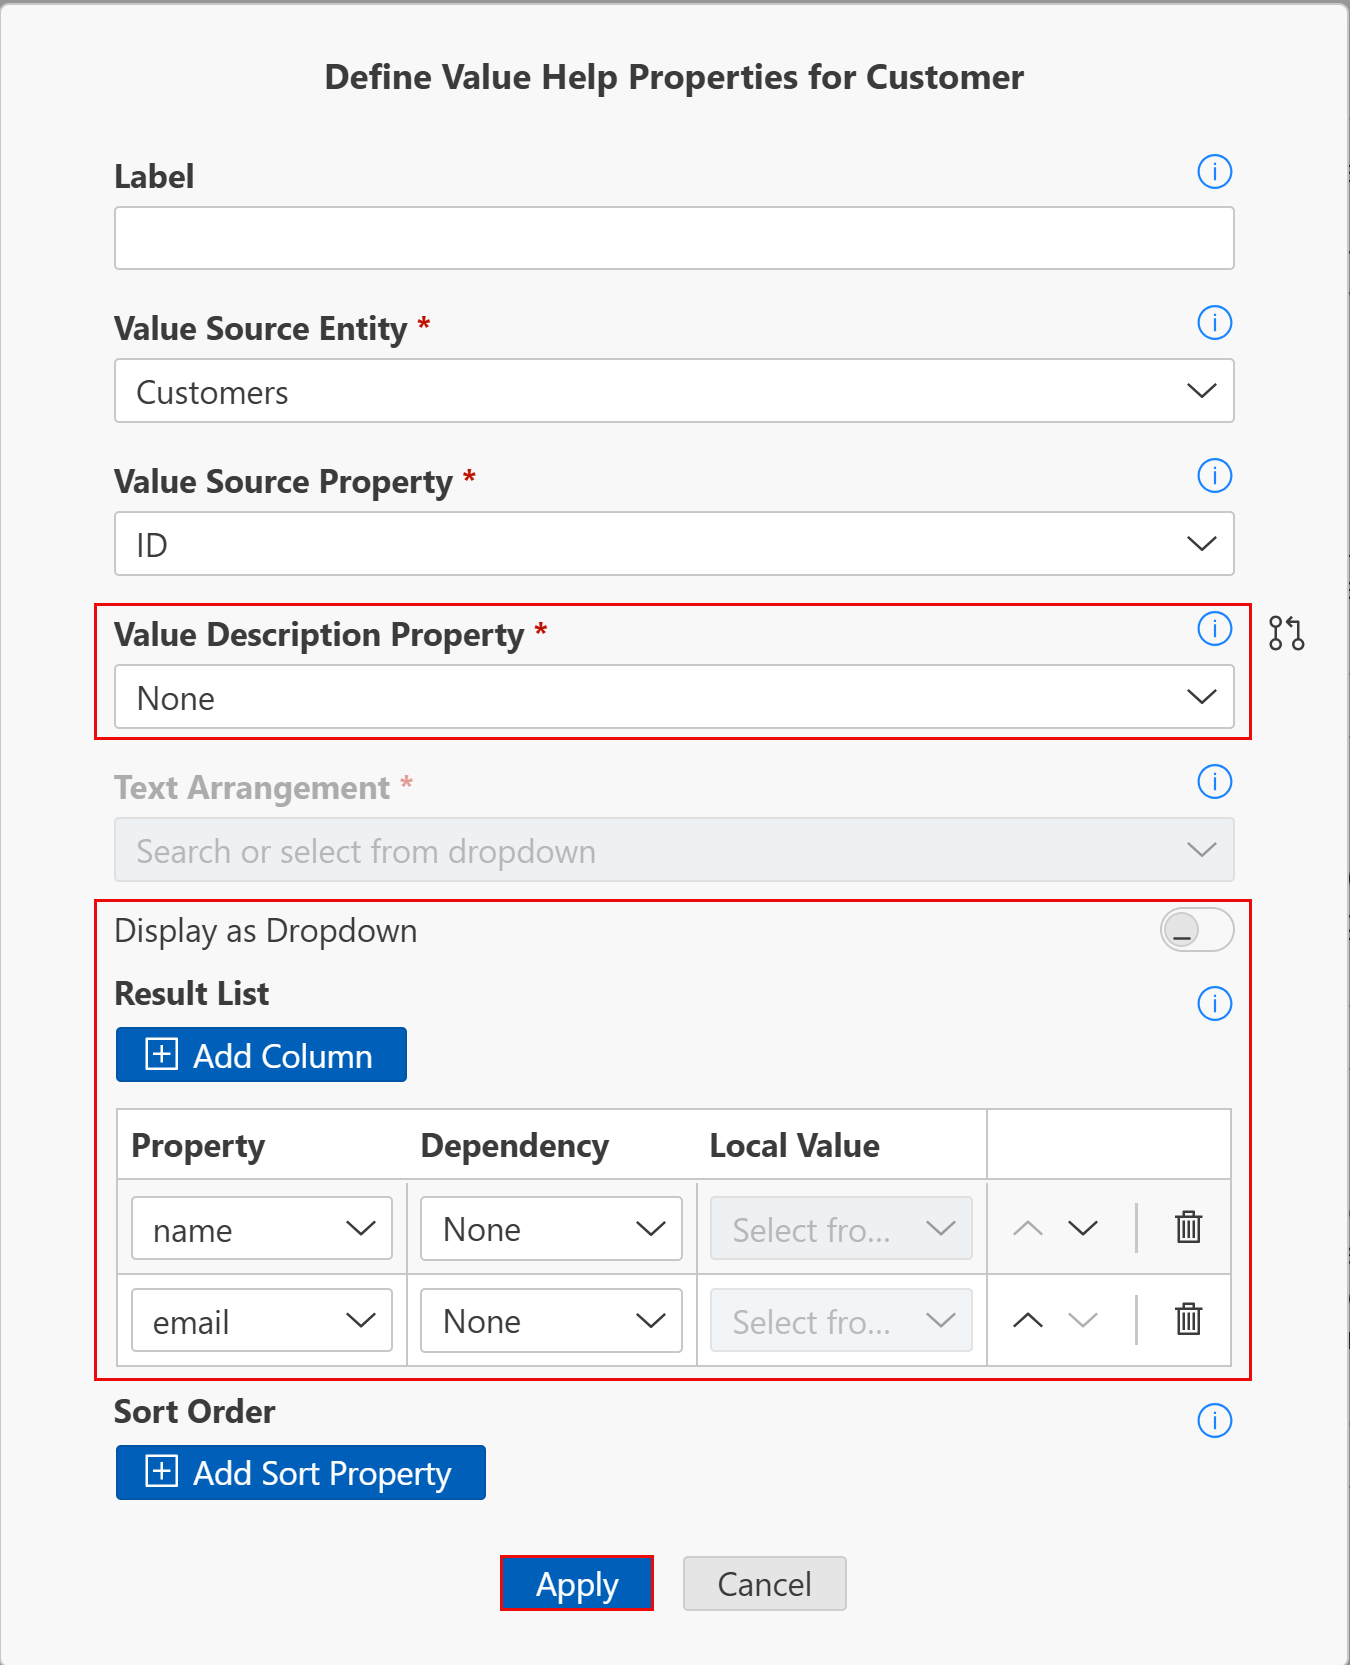 Define Value Help Properties for Customer
Label
Value Source Entity *
Customers
Value Source Property *
ID
Value Description Property *
None
Text Arrangement *
Search or select from dropdown
Display as Dropdown
Result List
Add Column
Property Dependency Local Value
name None Select fro...
email None Select fro...
Sort Order
Add Sort Property
Apply Cancel